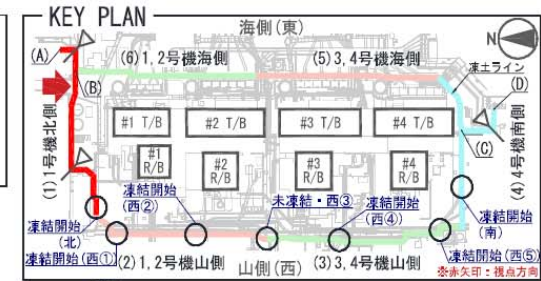 KEY PLAN
海側(東)
N
(A)
(6)1,2号機海側
(5)3,4号機海側
凍土ライン
(B)
(D)
#1 T/B
#2 T/B
#3 T/B
#4 T/B
(1)1号機北側
(C)
(4)4号機南側
#1
R/B
#2
R/B
#3
R/B
#4
R/B
凍結開始
(西②)
未凍結・西③
凍結開始
(西④)
凍結開始
(南)
凍結開始
(北)
凍結開始(西①)
(2)1,2号機山側
山側(西)
(3)3,4号機山側
凍結開始(西⑤)
※赤矢印：視点方向